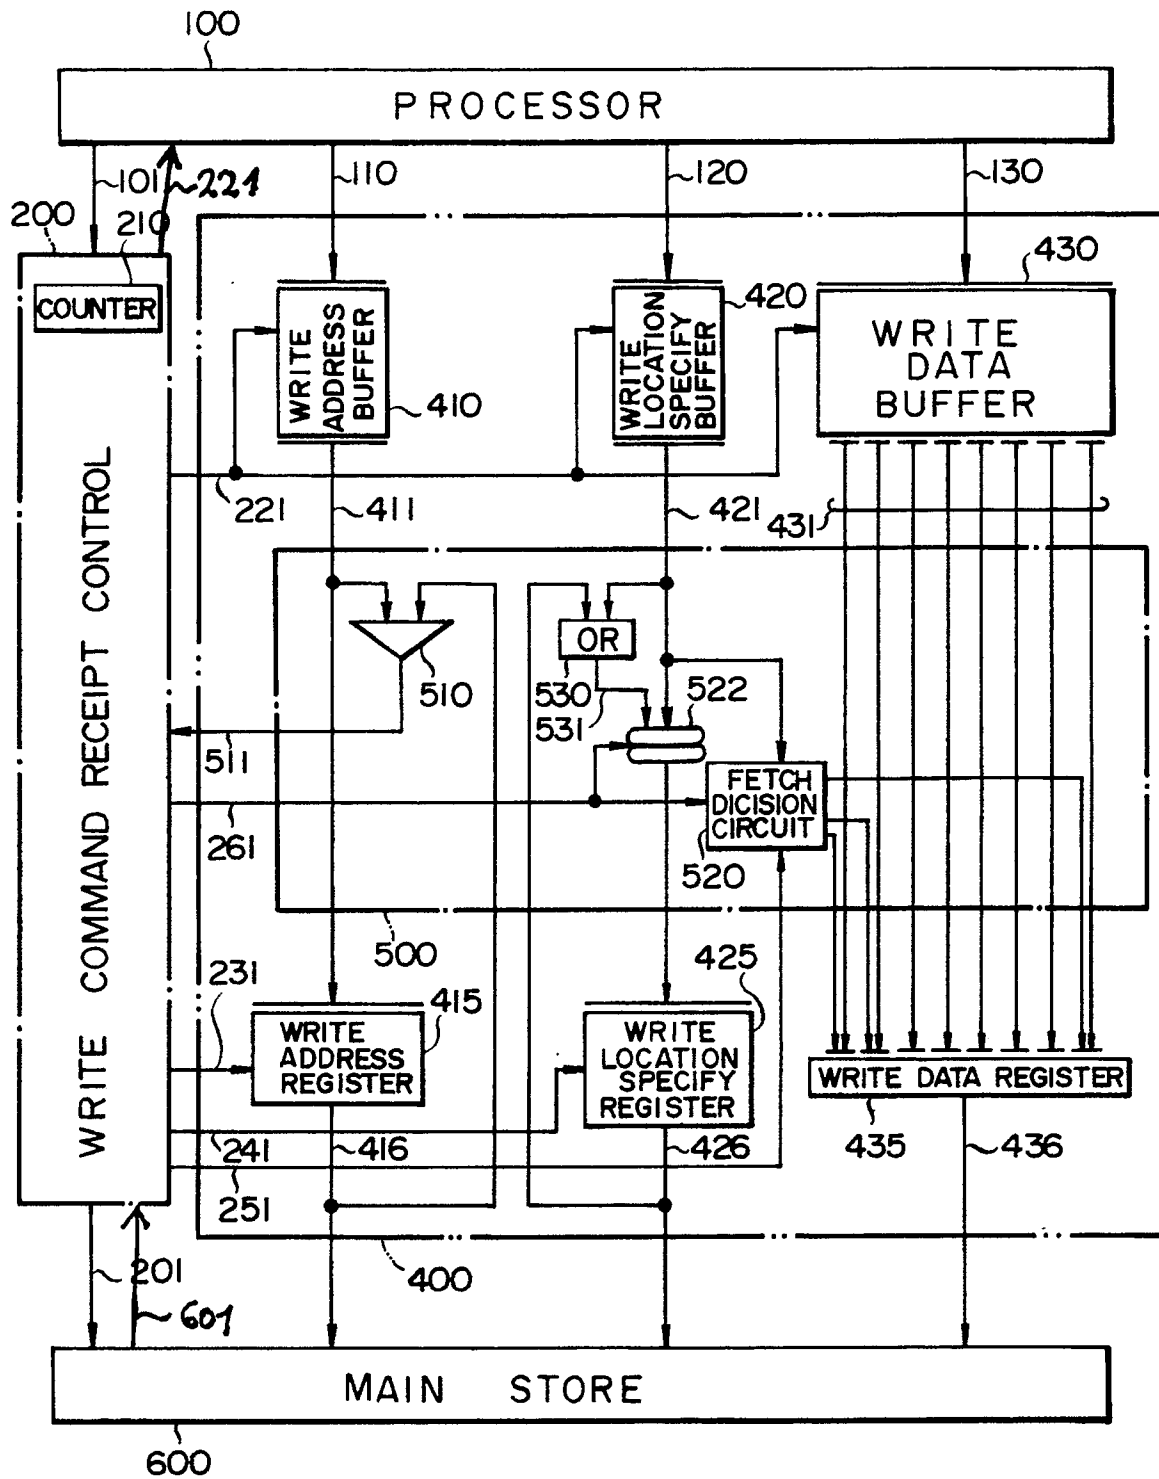 100
PROCESSOR
101
221
110
120
130
200
210
COUNTER
WRITE
ADDRESS
BUFFER
410
WRITE
LOCATION
SPECIFY
BUFFER
420
430
WRITE
DATA
BUFFER
221
411
421
431
WRITE COMMAND RECEIPT CONTROL
510
OR
530
531
522
511
FETCH
DICISION
CIRCUIT
261
520
500
231
415
WRITE
ADDRESS
REGISTER
425
WRITE
LOCATION
SPECIFY
REGISTER
WRITE DATA REGISTER
241
416
426
435
436
251
201
400
601
MAIN STORE
600